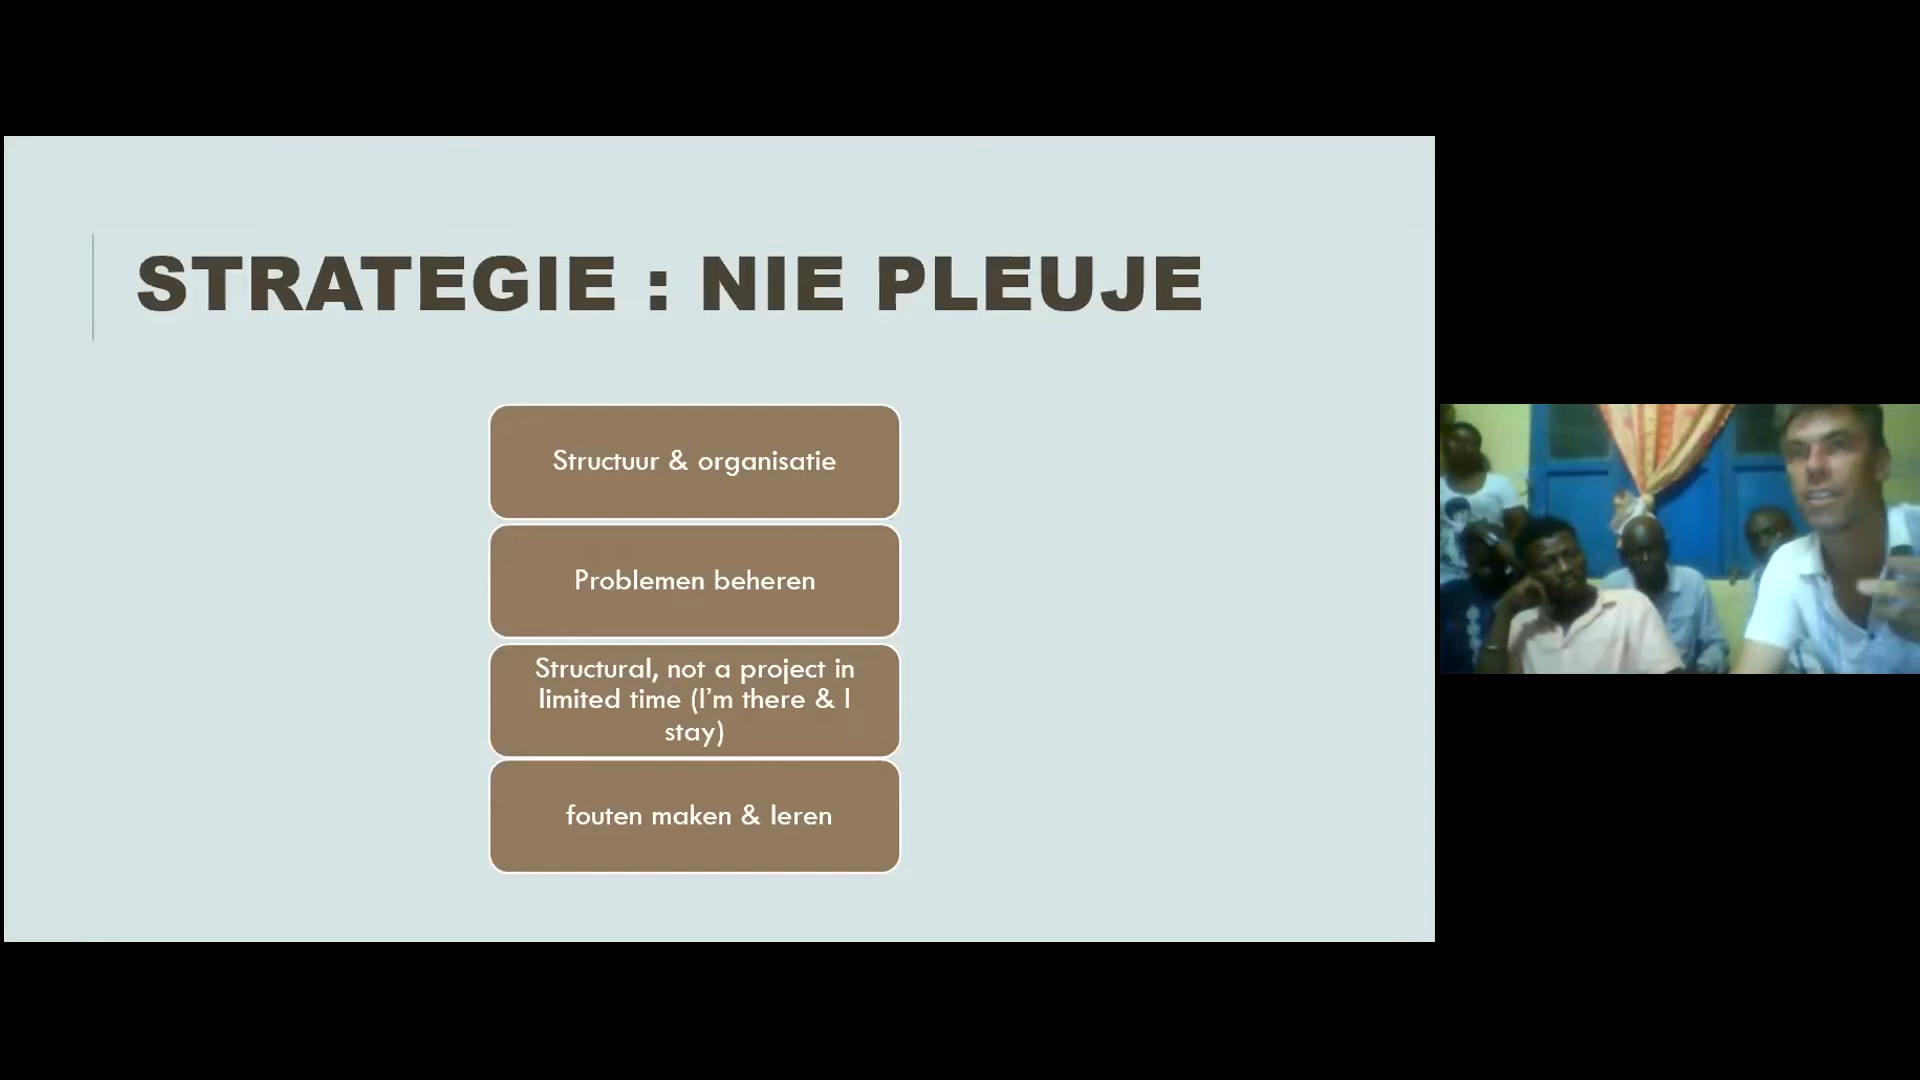 STRATEGIE : NIE PLEUJE
Structuur & organisatie
Problemen beheren
Structural, not a project in
limited time (I’m there & I
stay)
fouten maken & leren